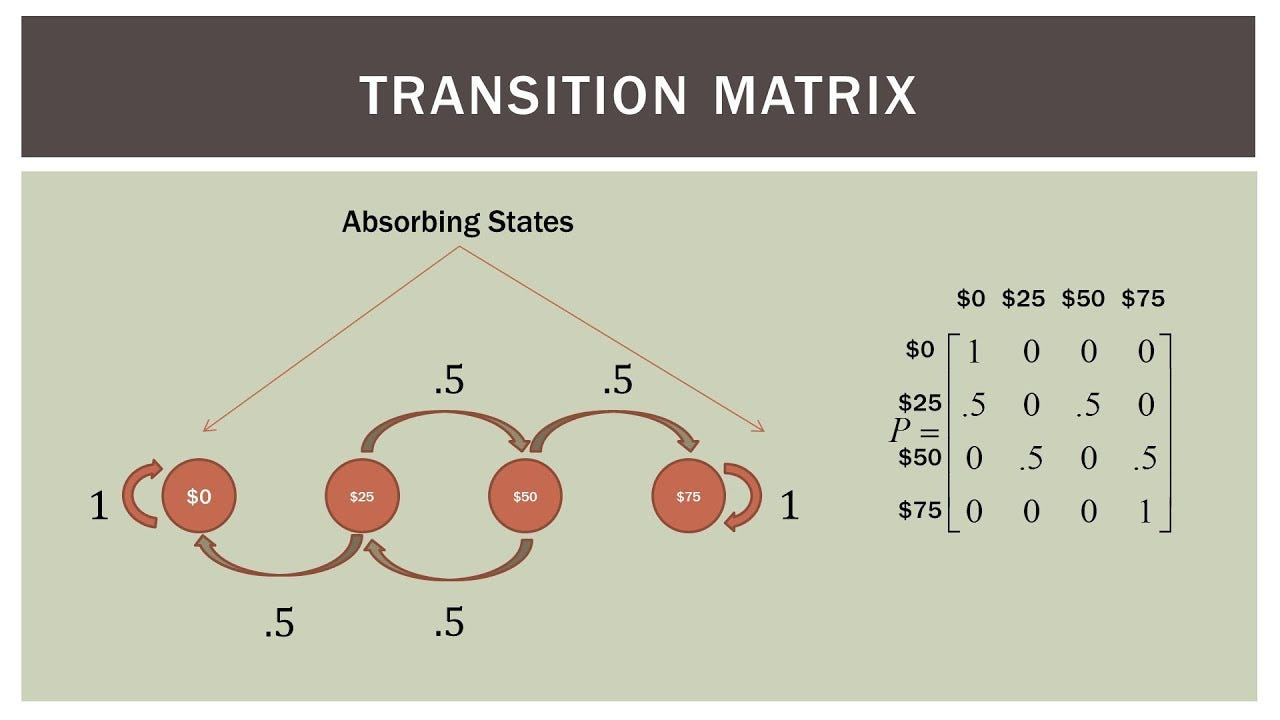 TRANSITION MATRIX
Absorbing States
.5 .5
1 $0 $25 $50 $75 1
.5 .5
$0 $25 $50 $75
$0 1 0 0 0
$25 .5 0 .5 0
P =
$50 0 .5 0 .5
$75 0 0 0 1